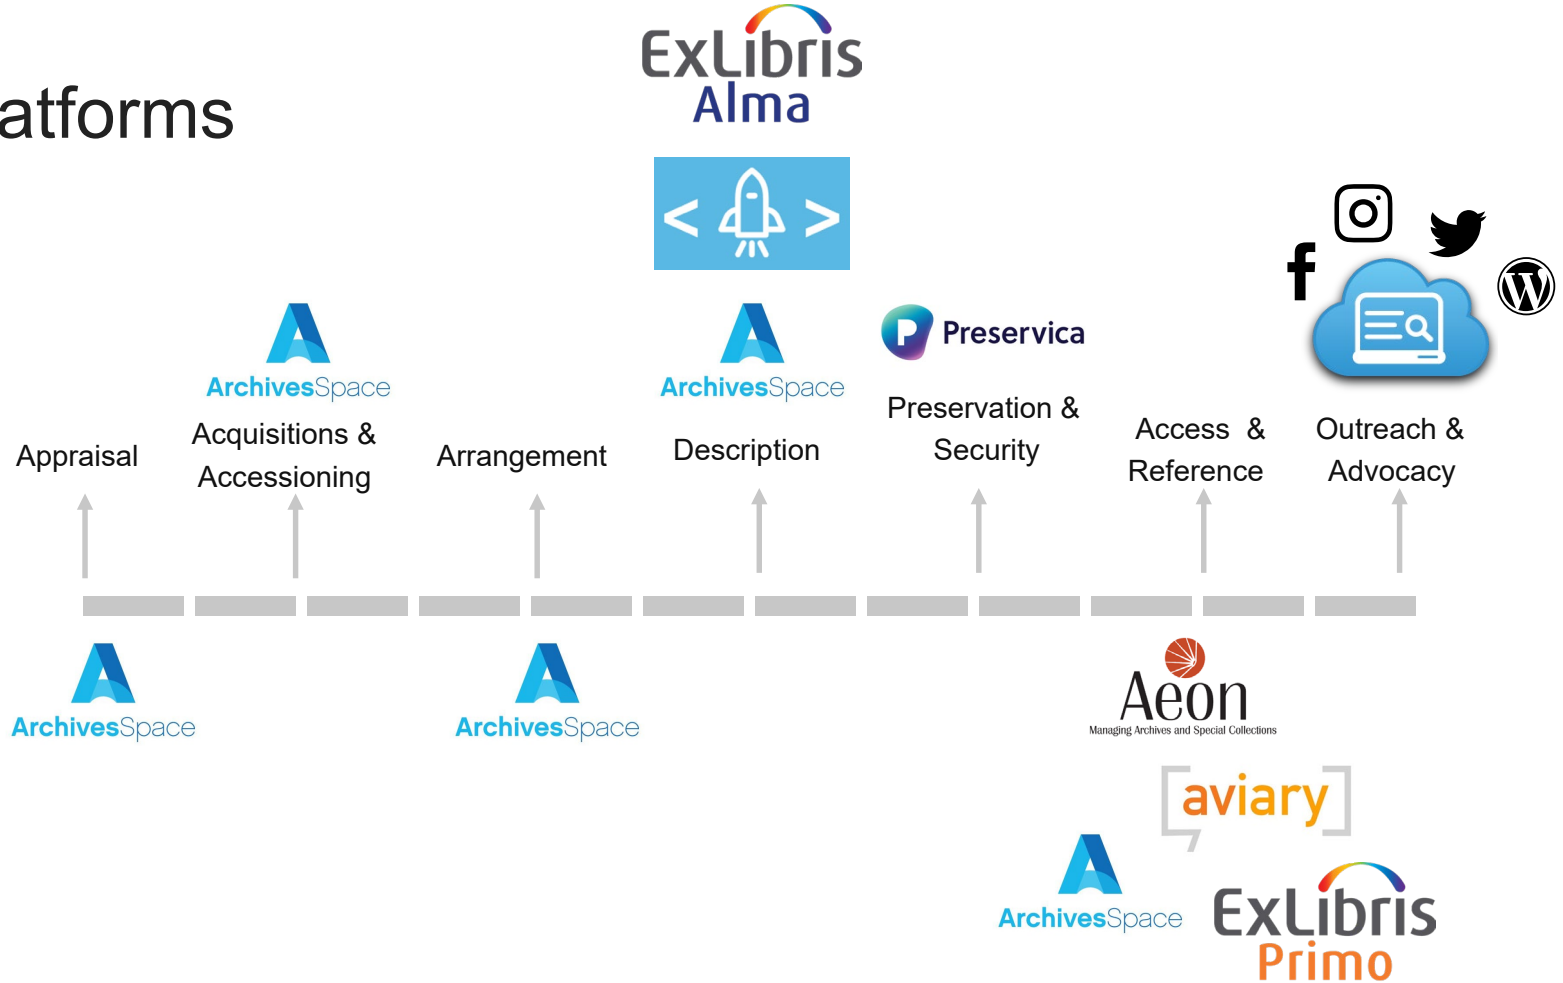 atforms
ExLibris
Alma
< >
ArchivesSpace
ArchivesSpace
Preservica
Appraisal
Acquisitions &
Accessioning
Arrangement
Description
Preservation &
Security
Access &
Reference
Outreach &
Advocacy
ArchivesSpace
ArchivesSpace
Aeon
Managing Archives and Special Collections
[aviary]
ArchivesSpace
ExLibris
Primo